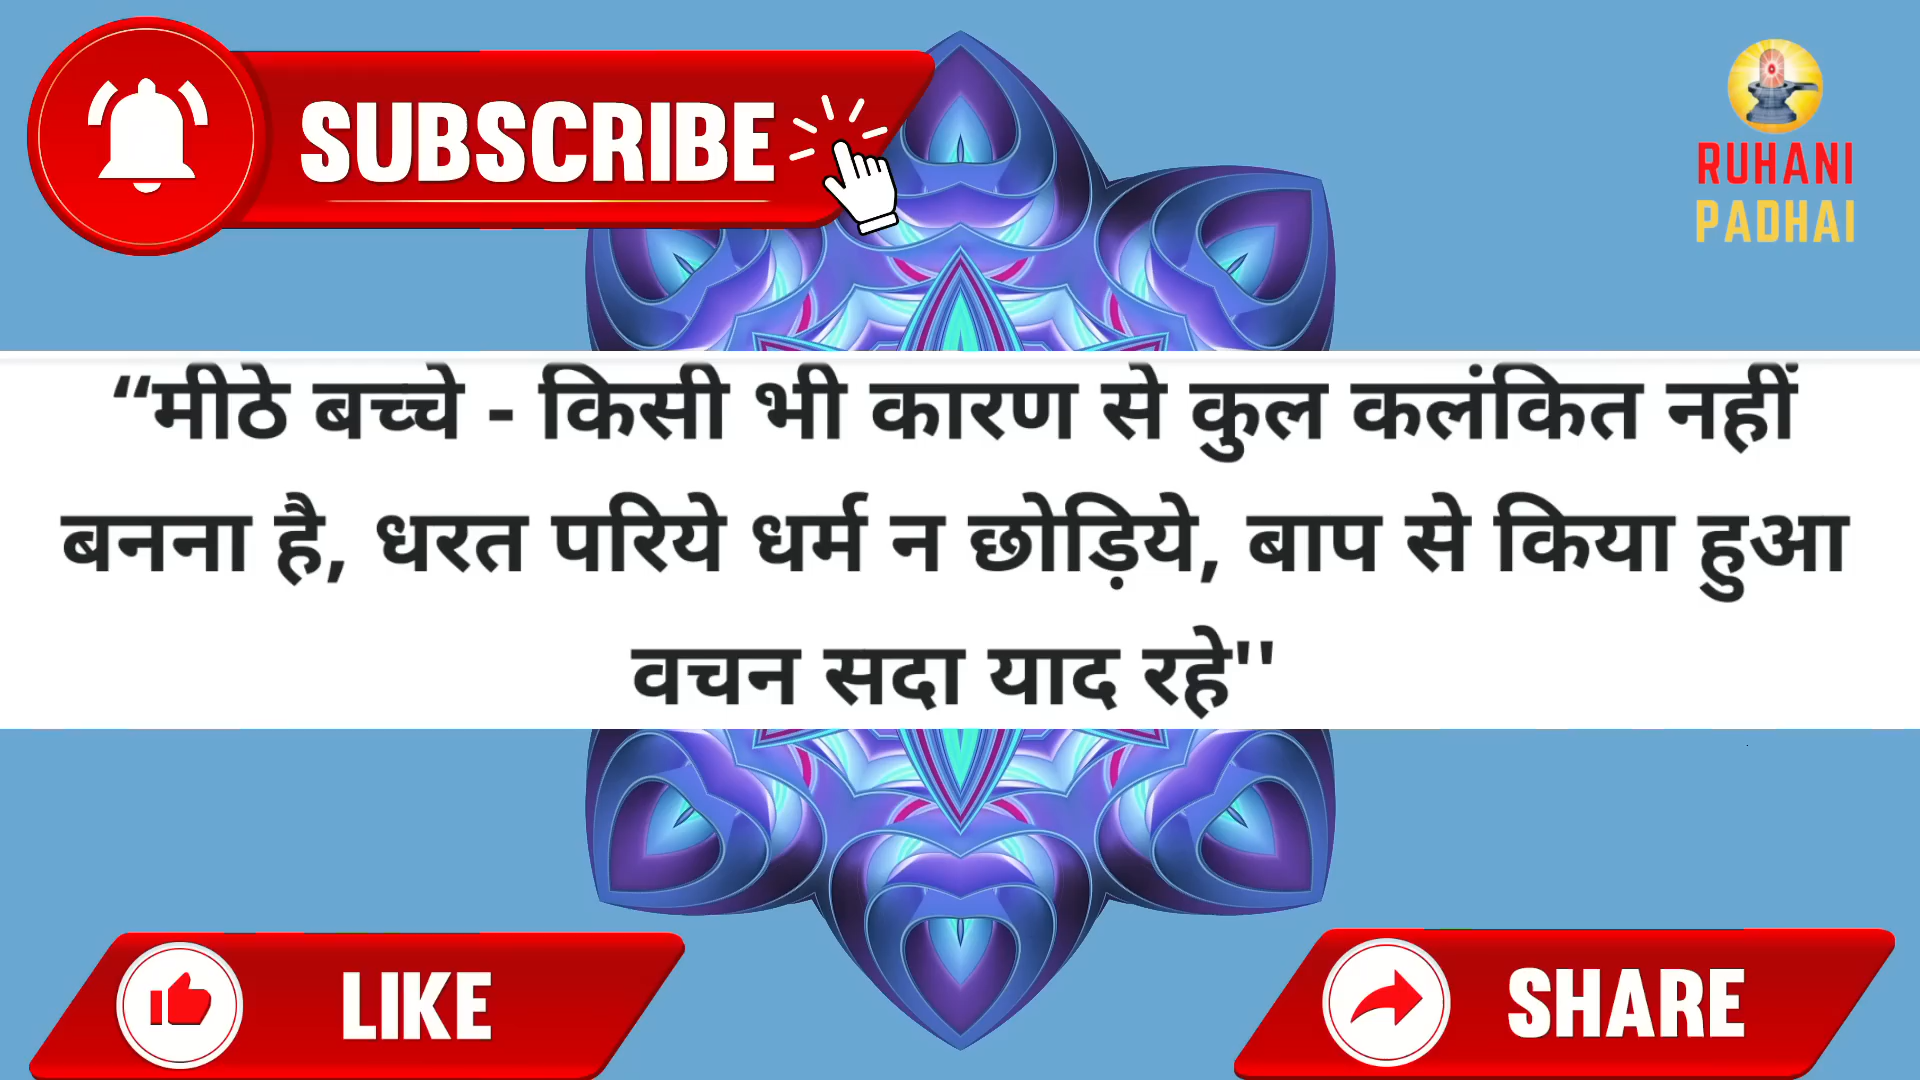 SUBSCRIBE
RUHANI
PADHAI
“मीठे बच्चे - किसी भी कारण से कुल कलंकित नहीं
बनना है, धरत परिये धर्म न छोड़िये, बाप से किया हुआ
वचन सदा याद रहे''
LIKE
SHARE